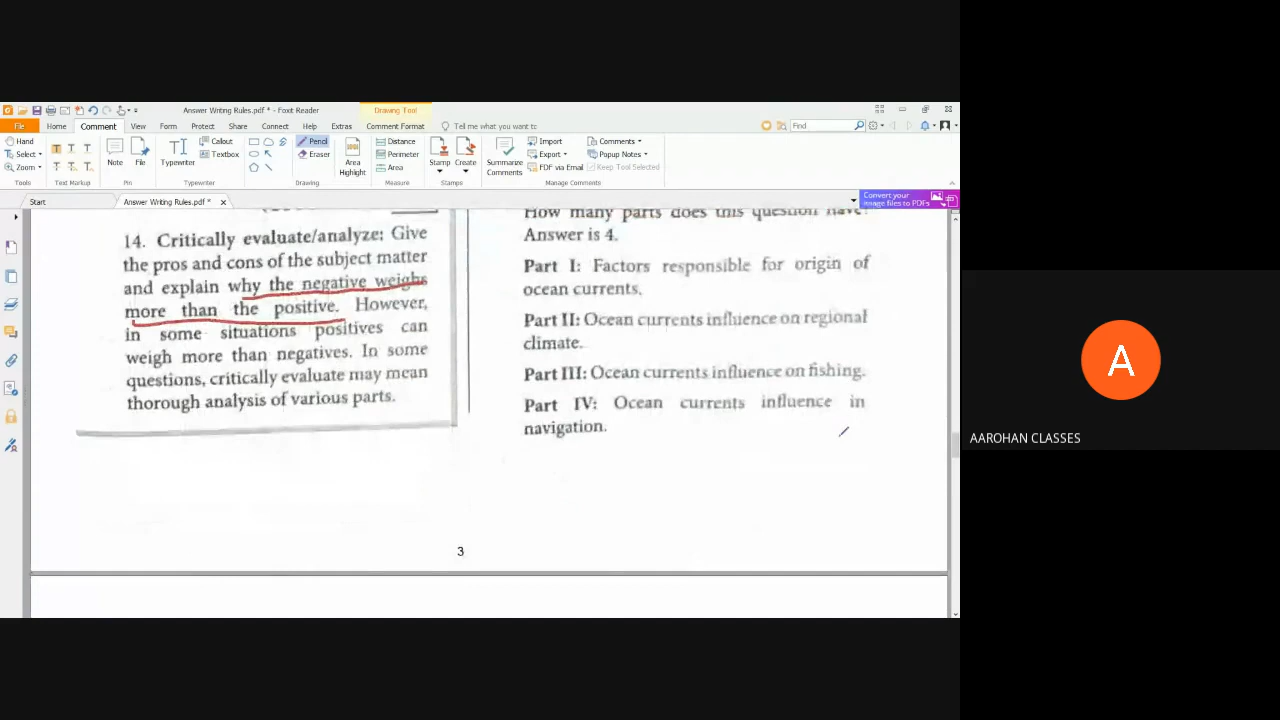 Answer Writing Rules.pdf * - Foxit Reader
Drawing Tool
File Home Comment View Form Protect Share Connect Help Extras Comment Format Tell me what you want tc
Find
Hand
Select
Zoom
Tools
Text Markup
Note
File
Pin
Typewriter
Callout
Textbox
Typewriter
Pencil
Eraser
Drawing
Area Highlight
Distance
Perimeter
Area
Measure
Stamp
Create
Stamps
Summarize Comments
Import
Export
FDF via Email
Comments
Popup Notes
Keep Tool Selected
Manage Comments
Start
Answer Writing Rules.pdf *
Convert your
image files to PDFs
14. Critically evaluate/analyze: Give
the pros and cons of the subject matter
and explain why the negative weighs
more than the positive. However,
in some situations positives can
weigh more than negatives. In some
questions, critically evaluate may mean
thorough analysis of various parts.
How many parts does this question have?
Answer is 4.
Part I: Factors responsible for origin of
ocean currents.
Part II: Ocean currents influence on regional
climate.
Part III: Ocean currents influence on fishing.
Part IV: Ocean currents influence in
navigation.
3
A
AAROHAN CLASSES